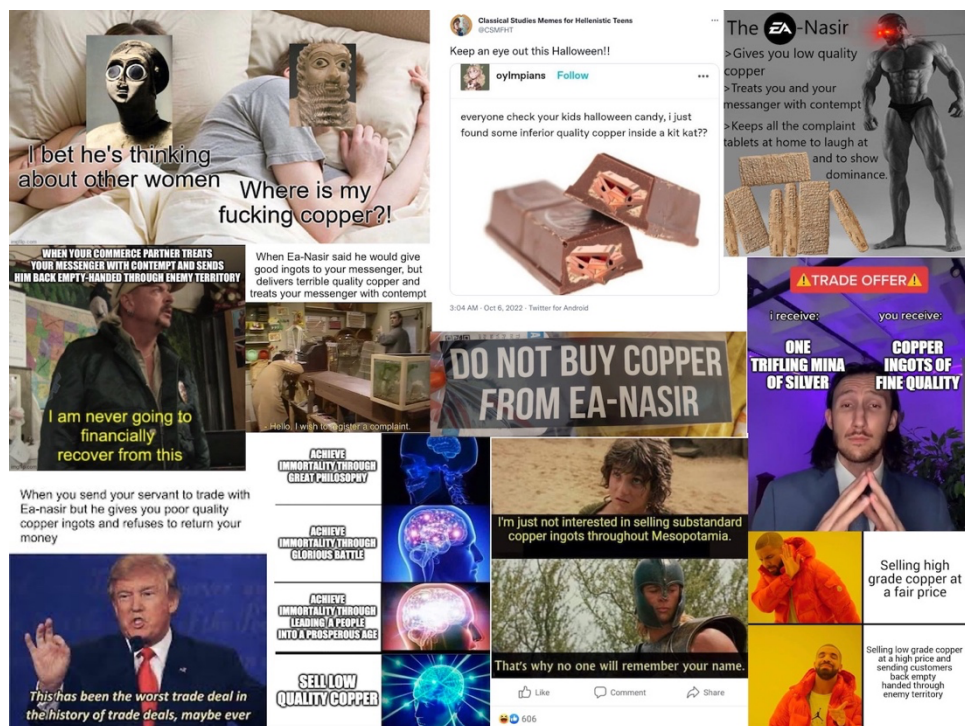 I bet he's thinking
about other women
Where is my
fucking copper?!
Classical Studies Memes for Hellenistic Teens
@CSMFHT
Keep an eye out this Halloween!!
oylmpians Follow
everyone check your kids halloween candy, i just
found some inferior quality copper inside a kit kat??
3:04 AM · Oct 6, 2022 · Twitter for Android
The EA-Nasir
>Gives you low quality
copper
>Treats you and your
messanger with contempt
>Keeps all the complaint
tablets at home to laugh at
and to show
dominance.
WHEN YOUR COMMERCE PARTNER TREATS
YOUR MESSENGER WITH CONTEMPT AND SENDS
HIM BACK EMPTY-HANDED THROUGH ENEMY TERRITORY
I am never going to
financially
recover from this
When Ea-Nasir said he would give
good ingots to your messenger, but
delivers terrible quality copper and
treats your messenger with contempt
- Hello, I wish to register a complaint.
DO NOT BUY COPPER
FROM EA-NASIR
TRADE OFFER
i receive:
you receive:
ONE
TRIFLING MINA
OF SILVER
COPPER
INGOTS OF
FINE QUALITY
When you send your servant to trade with
Ea-nasir but he gives you poor quality
copper ingots and refuses to return your
money
This has been the worst trade deal in
the history of trade deals, maybe ever
ACHIEVE
IMMORTALITY THROUGH
GREAT PHILOSOPHY
ACHIEVE
IMMORTALITY THROUGH
GLORIOUS BATTLE
ACHIEVE
IMMORTALITY THROUGH
LEADING A PEOPLE
INTO A PROSPEROUS AGE
SELL LOW
QUALITY COPPER
I'm just not interested in selling substandard
copper ingots throughout Mesopotamia.
That's why no one will remember your name.
Like
Comment
Share
606
Selling high
grade copper at
a fair price
Selling low grade copper
at a high price and
sending customers
back empty
handed through
enemy territory